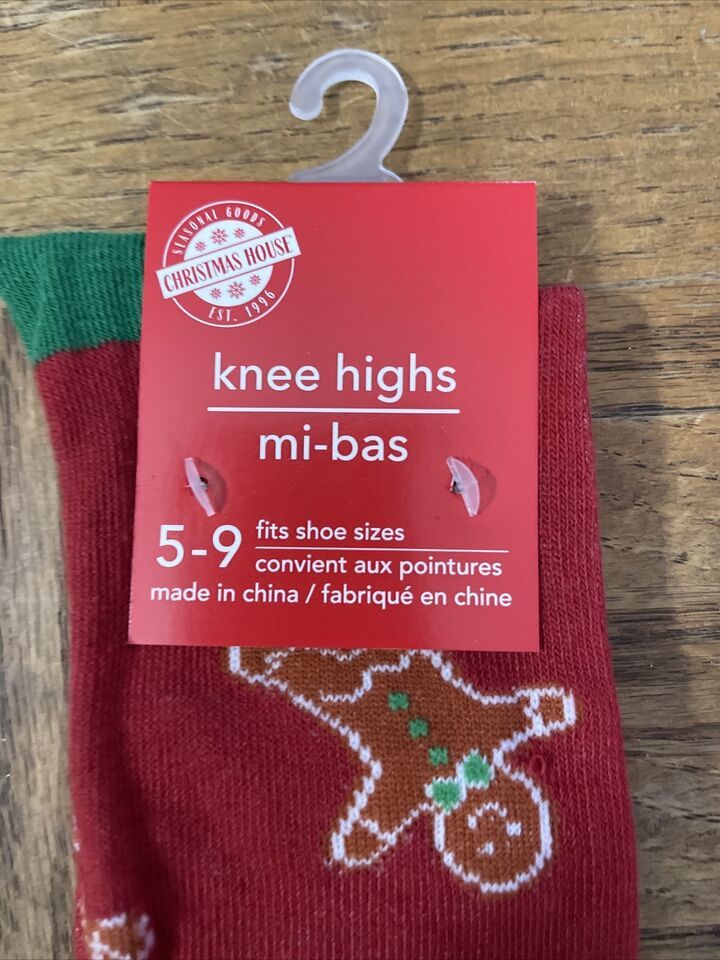 SEASONAL GOODS
CHRISTMAS HOUSE
EST. 1996
knee highs
mi-bas
5-9 fits shoe sizes
convient aux pointures
made in china / fabriqué en chine